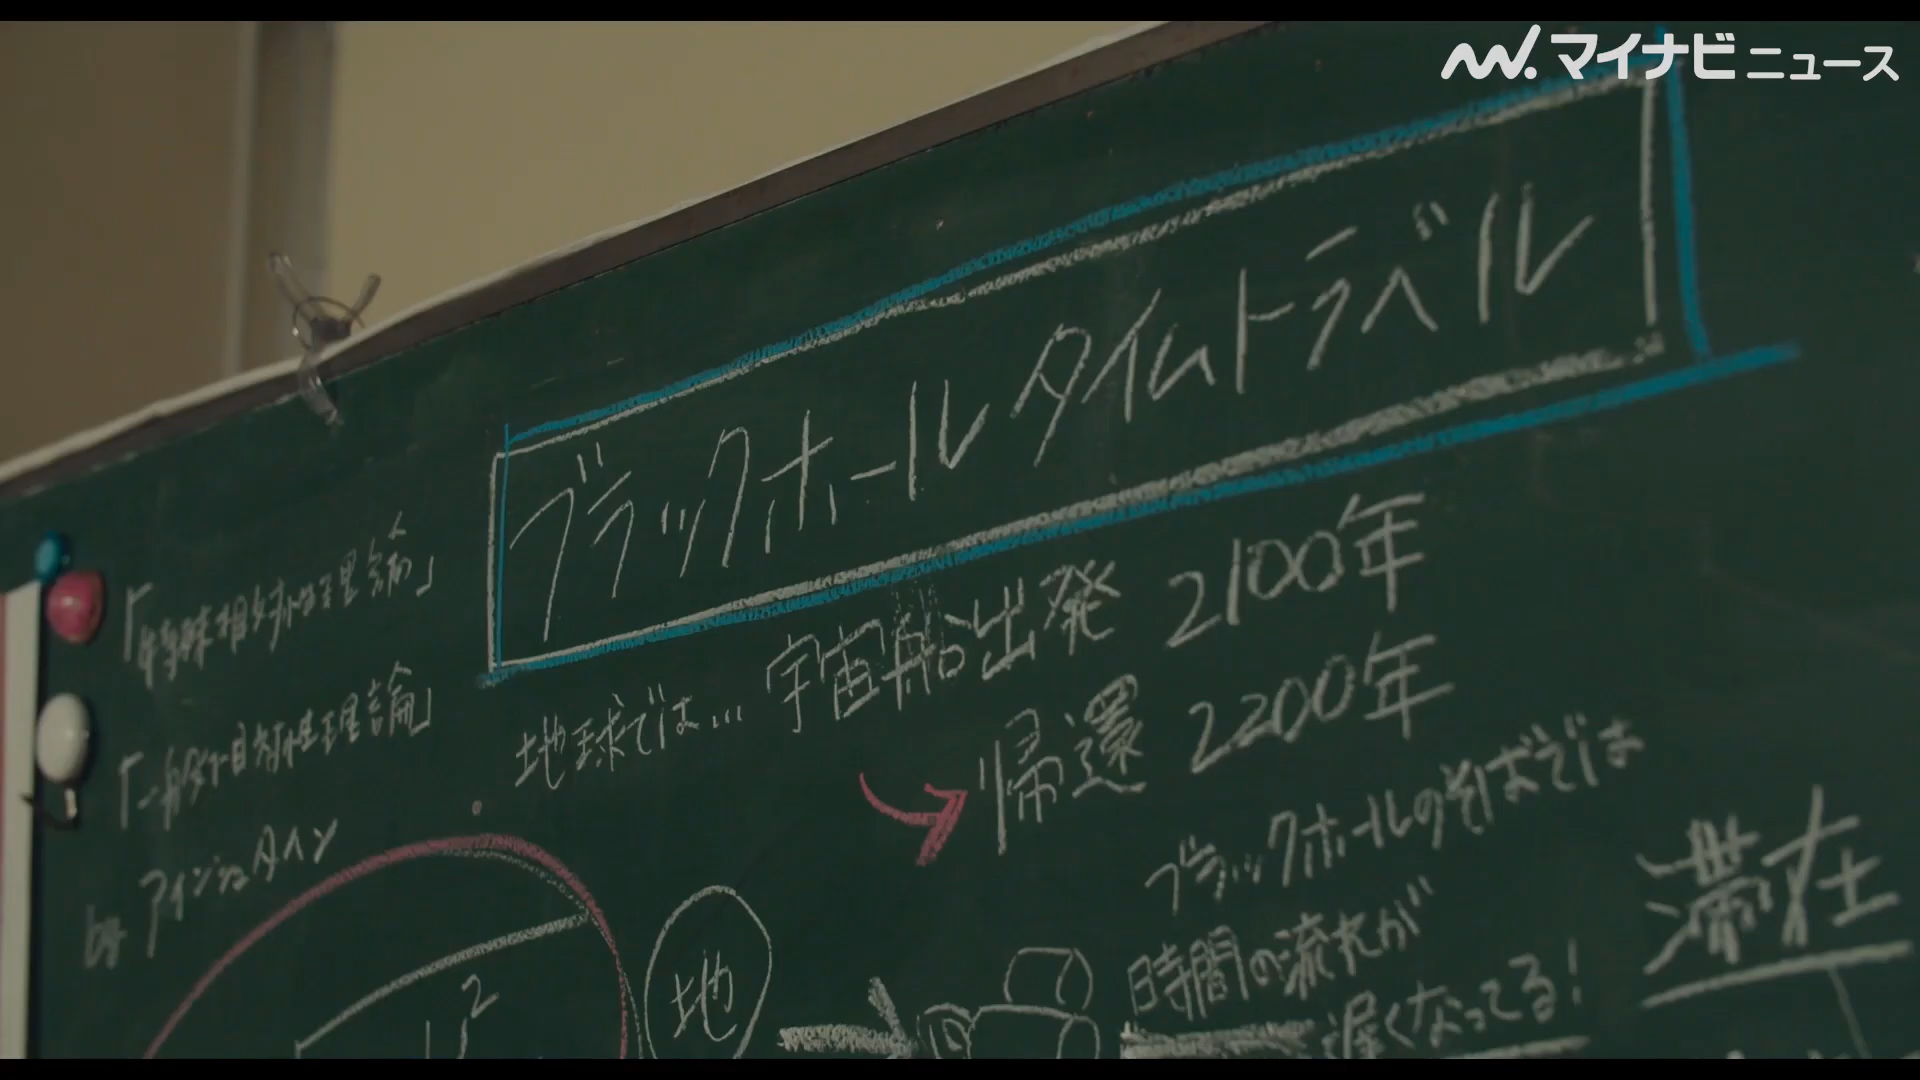 マイナビニュース
ブラックホールタイムトラベル
「特殊相対性理論」
「一般相対性理論」
by アインシュタイン
地球では… 宇宙船出発 2100年
帰還 2200年
ブラックホールのそばでは
時間の流れが
遅くなってる!
滞在
地